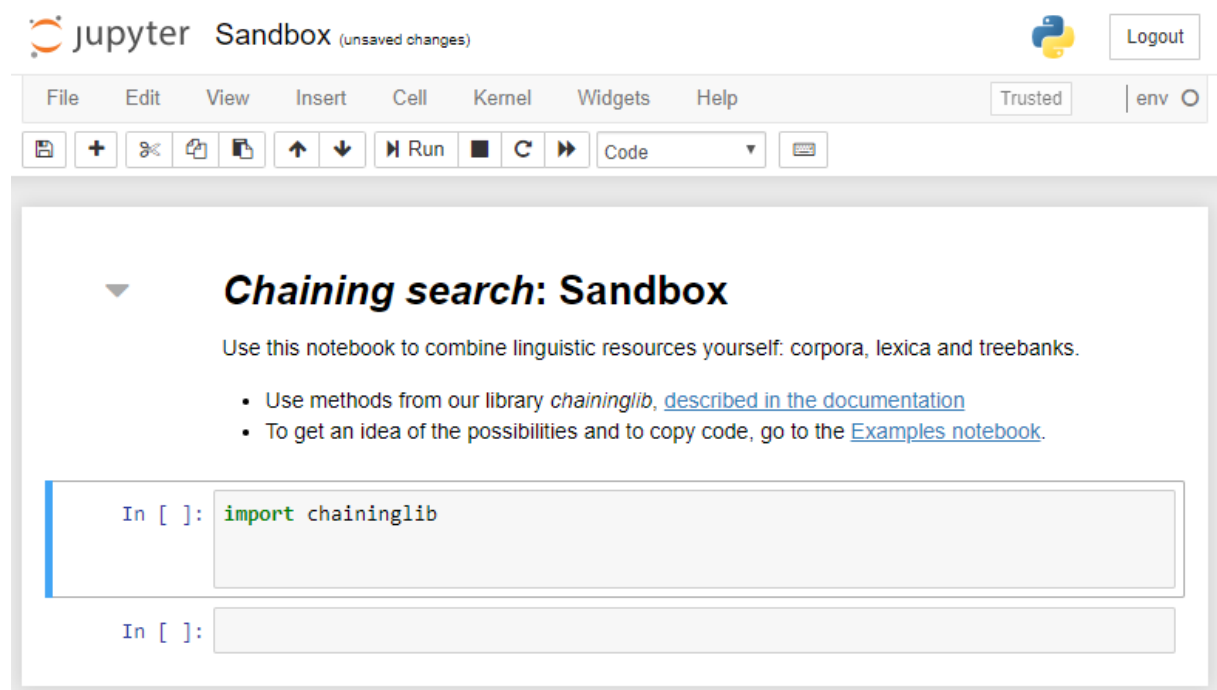 jupyter Sandbox (unsaved changes) Logout
File Edit View Insert Cell Kernel Widgets Help Trusted env
Run Code
Chaining search: Sandbox
Use this notebook to combine linguistic resources yourself: corpora, lexica and treebanks.
• Use methods from our library chaininglib, described in the documentation
• To get an idea of the possibilities and to copy code, go to the Examples notebook.
In [ ]: import chaininglib
In [ ]: